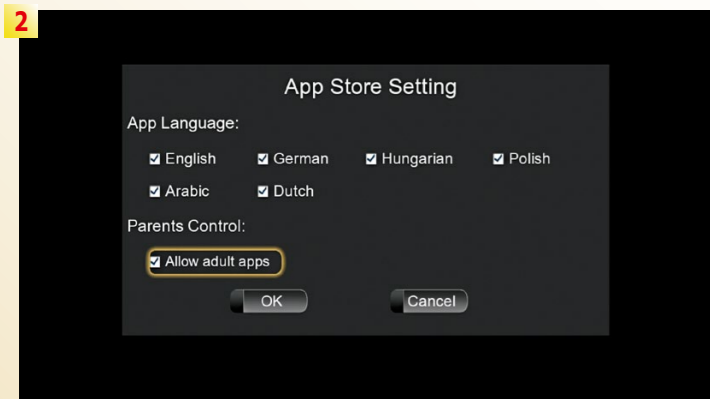 2
App Store Setting
App Language:
English German Hungarian Polish
Arabic Dutch
Parents Control:
Allow adult apps
OK Cancel